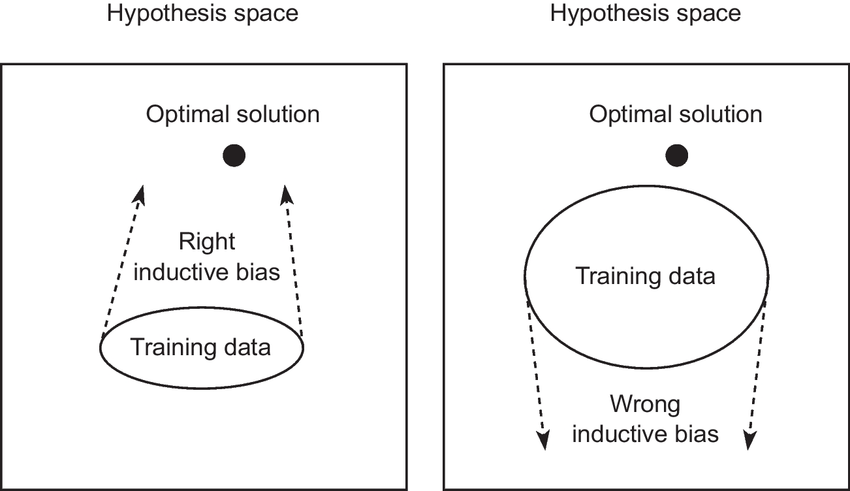 Hypothesis space
Optimal solution
Right
inductive bias
Training data
Hypothesis space
Optimal solution
Training data
Wrong
inductive bias